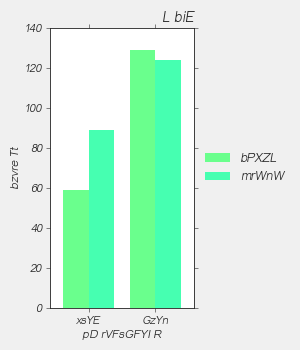 L biE
140
120
100
80
60
40
20
0
bzvre Tt
xsYE GzYn
pD rVFsGFYI R
bPXZL
mrWnW